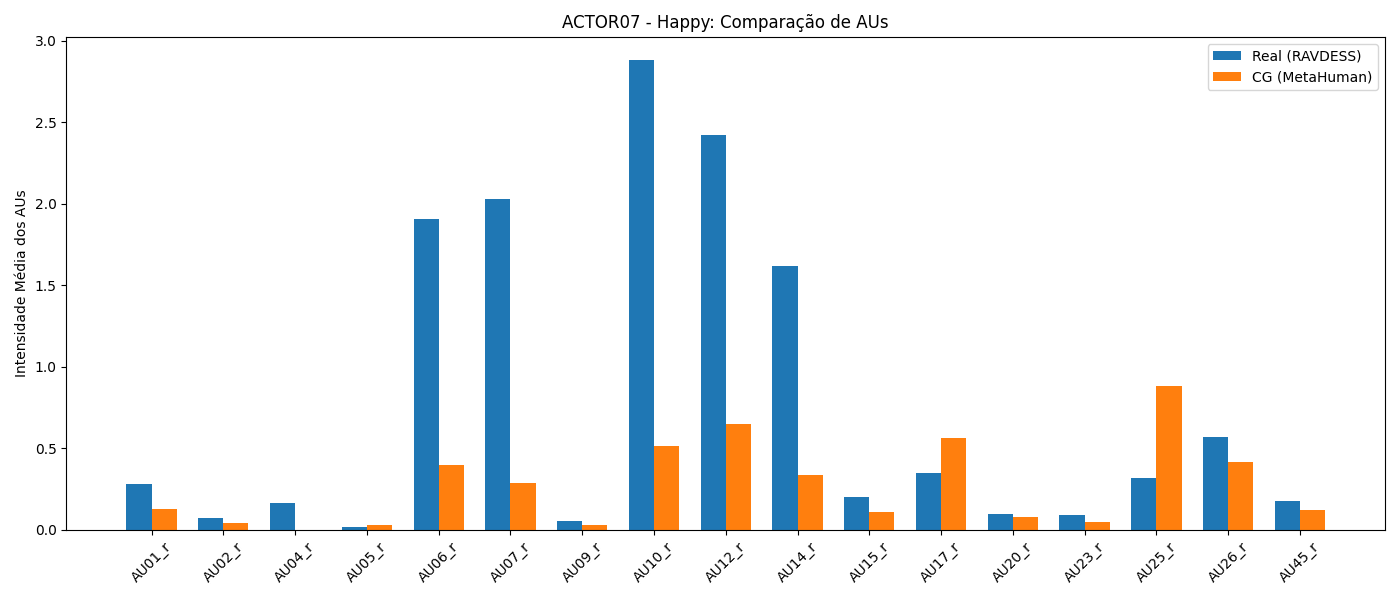 ACTOR07 - Happy: Comparação de AUs
Real (RAVDESS)
CG (MetaHuman)
Intensidade Média dos AUs
3.0
2.5
2.0
1.5
1.0
0.5
0.0
AU01_r
AU02_r
AU04_r
AU05_r
AU06_r
AU07_r
AU09_r
AU10_r
AU12_r
AU14_r
AU15_r
AU17_r
AU20_r
AU23_r
AU25_r
AU26_r
AU45_r